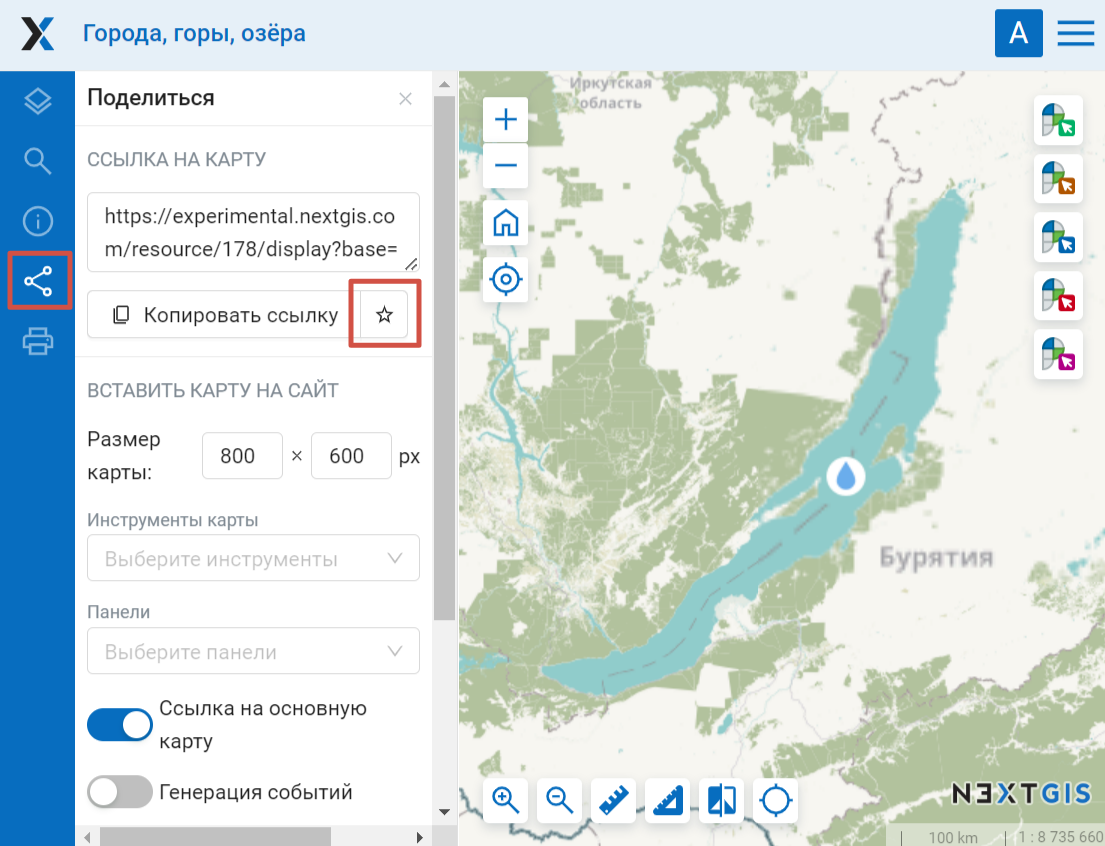 Города, горы, озёра
A
Поделиться
ССЫЛКА НА КАРТУ
https://experimental.nextgis.co
m/resource/178/display?base=
Копировать ссылку
ВСТАВИТЬ КАРТУ НА САЙТ
Размер
карты:
800 × 600 px
Инструменты карты
Выберите инструменты
Панели
Выберите панели
Ссылка на основную
карту
Генерация событий
Иркутская
область
Бурятия
NEXTGIS
100 km
1 : 8 735 660